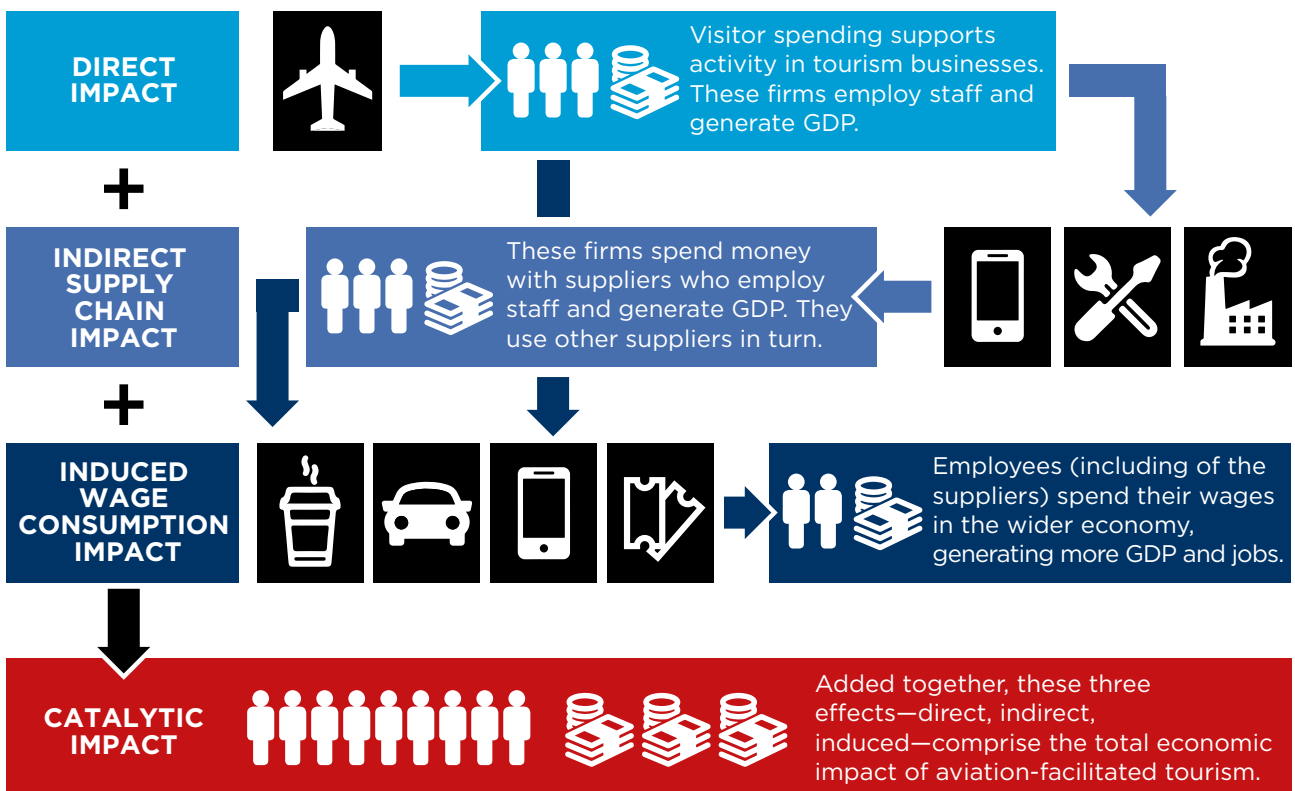 DIRECT
IMPACT
Visitor spending supports
activity in tourism businesses.
These firms employ staff and
generate GDP.
+
INDIRECT
SUPPLY
CHAIN
IMPACT
These firms spend money
with suppliers who employ
staff and generate GDP. They
use other suppliers in turn.
+
INDUCED
WAGE
CONSUMPTION
IMPACT
Employees (including of the
suppliers) spend their wages
in the wider economy,
generating more GDP and jobs.
CATALYTIC
IMPACT
Added together, these three
effects—direct, indirect,
induced—comprise the total economic
impact of aviation-facilitated tourism.